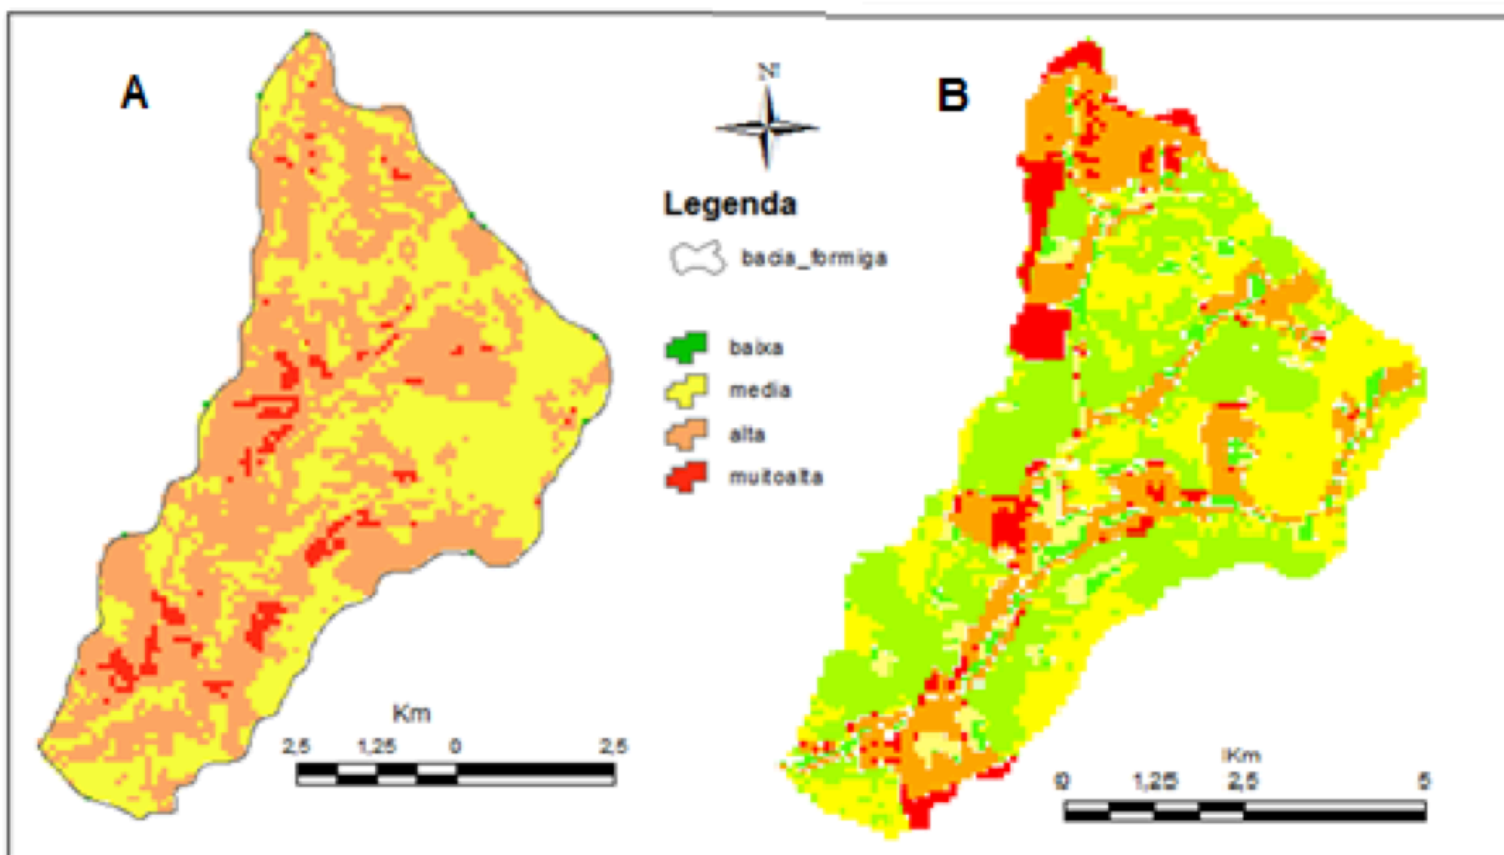 A
N
B
Legenda
bacia_formiga
baixa
media
alta
muitoalta
Km
2,5 1,25 0 2,5
Km
0 1,25 2,5 5